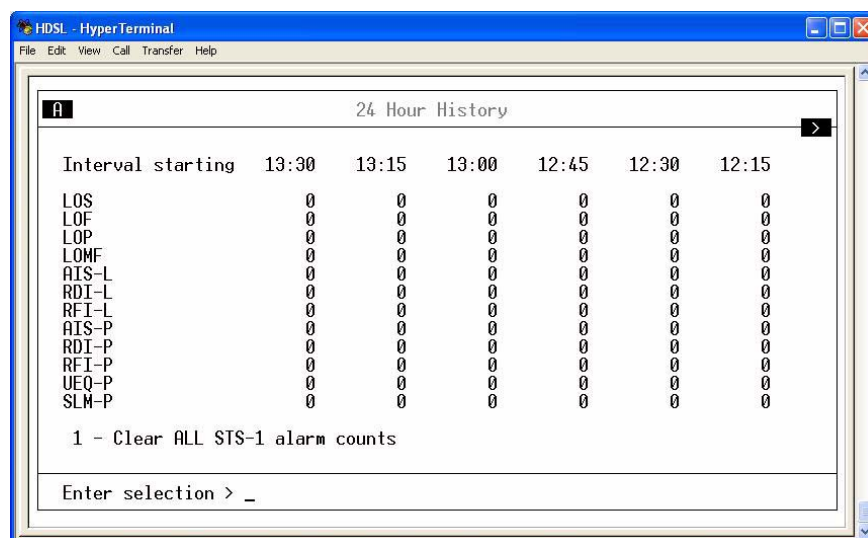 HDSL - HyperTerminal
File Edit View Call Transfer Help
A 24 Hour History
>
Interval starting 13:30 13:15 13:00 12:45 12:30 12:15
LOS 0 0 0 0 0 0
LOF 0 0 0 0 0 0
LOP 0 0 0 0 0 0
LOMF 0 0 0 0 0 0
AIS-L 0 0 0 0 0 0
RDI-L 0 0 0 0 0 0
RFI-L 0 0 0 0 0 0
AIS-P 0 0 0 0 0 0
RDI-P 0 0 0 0 0 0
RFI-P 0 0 0 0 0 0
UEQ-P 0 0 0 0 0 0
SLM-P 0 0 0 0 0 0
1 - Clear ALL STS-1 alarm counts
Enter selection > _